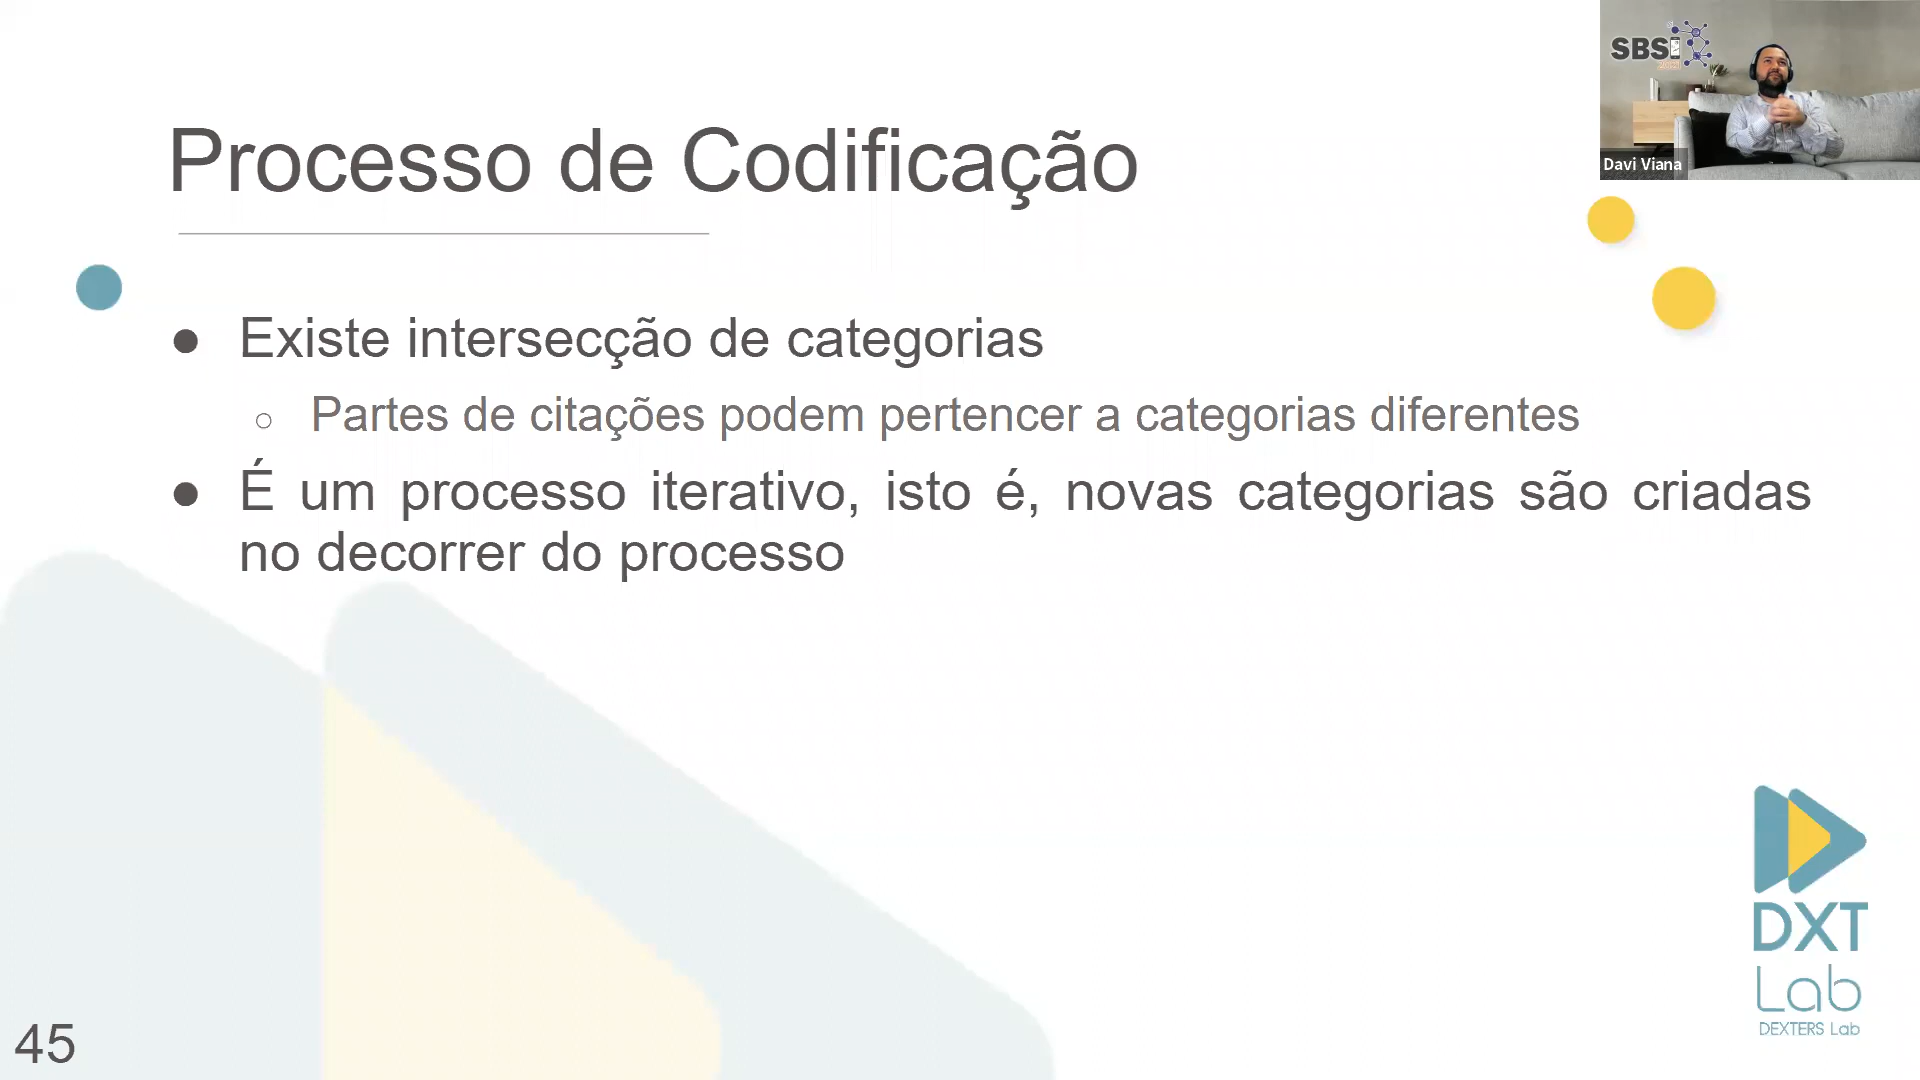 SBSI
Davi Viana
Processo de Codificação
● Existe intersecção de categorias
○ Partes de citações podem pertencer a categorias diferentes
● É um processo iterativo, isto é, novas categorias são criadas
no decorrer do processo
DXT
Lab
DEXTERS Lab
45